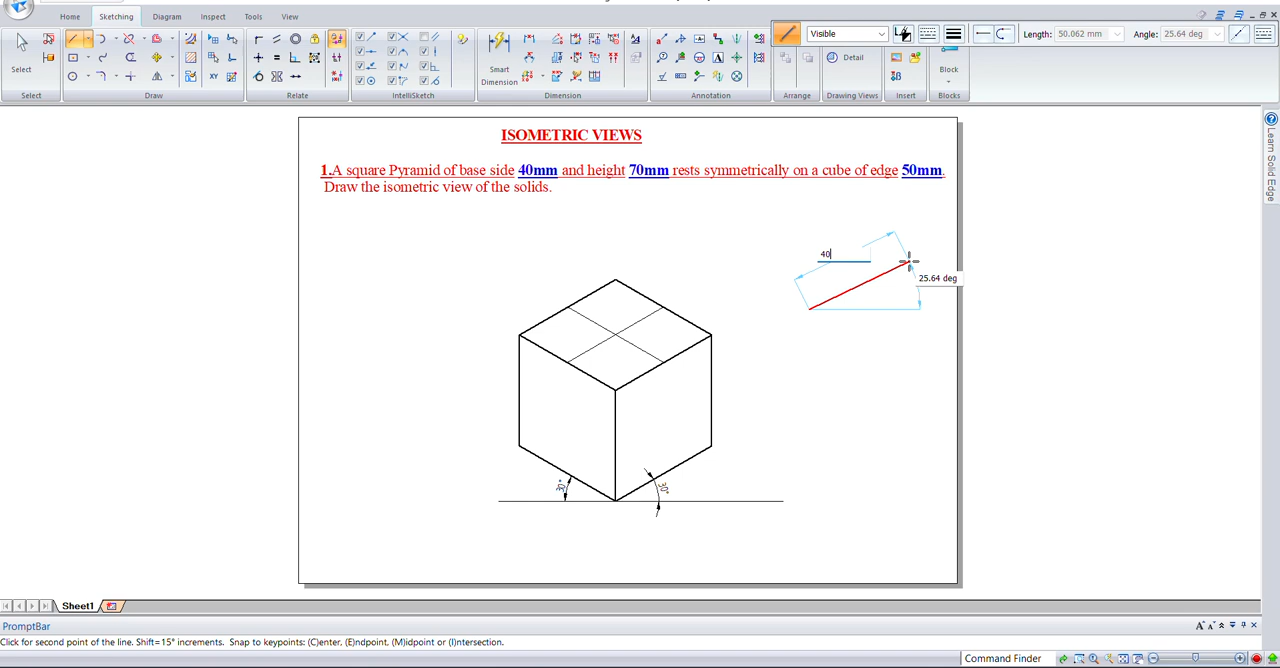 Home Sketching Diagram Inspect Tools View
Visible Length: 50.062 mm Angle: 25.64 deg
Select Smart Dimension Detail Block
Select Draw Relate IntelliSketch Dimension Annotation Arrange Drawing Views Insert Blocks
Learn Solid Edge
ISOMETRIC VIEWS
1.A square Pyramid of base side 40mm and height 70mm rests symmetrically on a cube of edge 50mm.
Draw the isometric view of the solids.
40
25.64 deg
30°
30°
Sheet1
PromptBar
Click for second point of the line. Shift=15° increments. Snap to keypoints: (C)enter, (E)ndpoint, (M)idpoint or (I)ntersection.
Command Finder